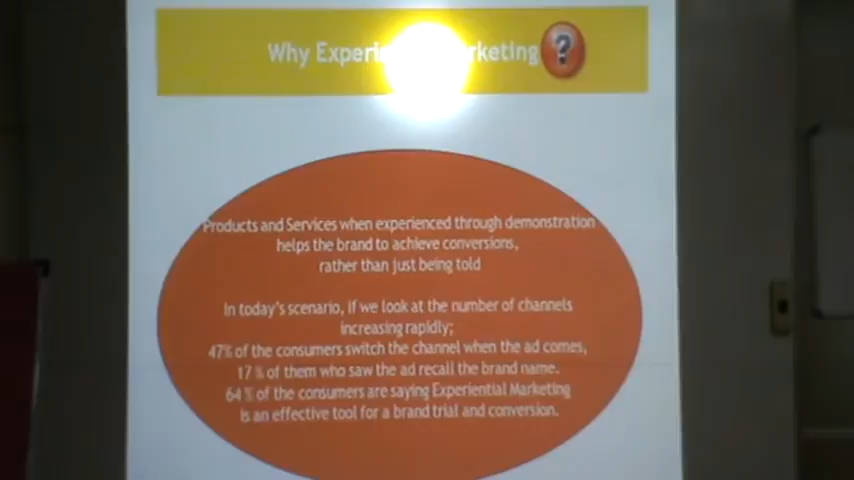 Why Experi rketing ?
Products and Services when experienced through demonstration
helps the brand to achieve conversions,
rather than just being told
In today's scenario, if we look at the number of channels
increasing rapidly;
47% of the consumers switch the channel when the ad comes,
17 % of them who saw the ad recall the brand name.
64 % of the consumers are saying Experiential Marketing
is an effective tool for a brand trial and conversion.